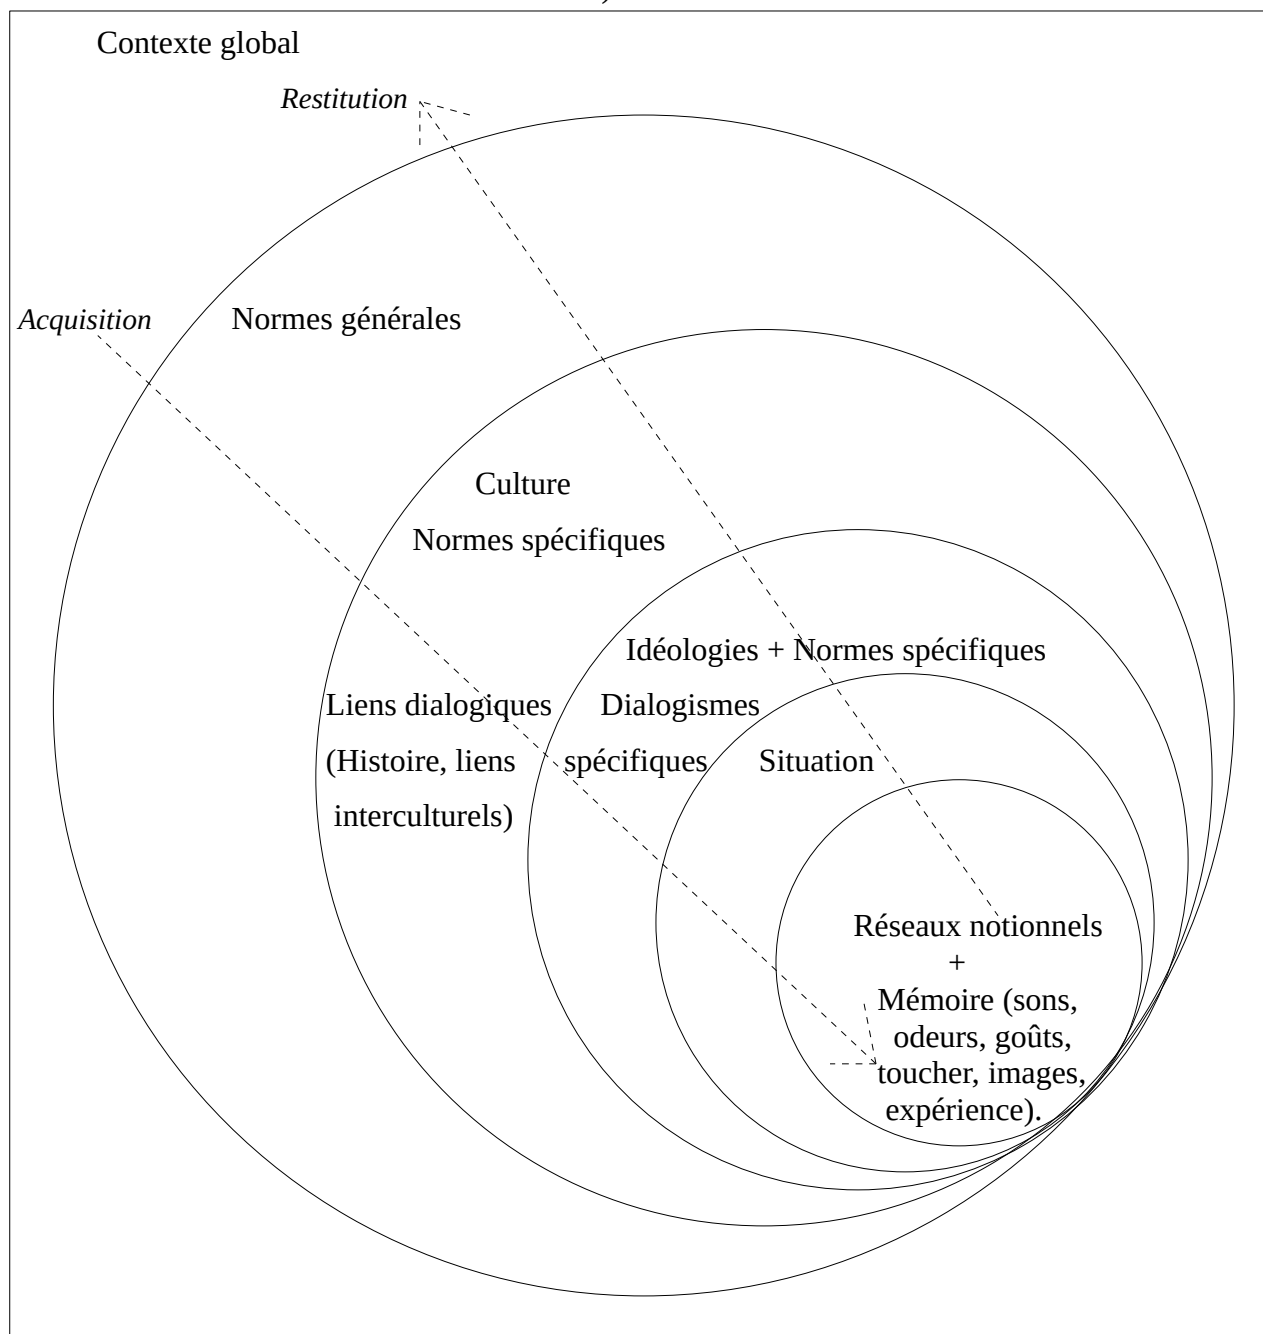 Contexte global
Restitution
Acquisition
Normes générales
Culture
Normes spécifiques
Idéologies + Normes spécifiques
Liens dialogiques
(Histoire, liens
interculturels)
Dialogismes
spécifiques
Situation
Réseaux notionnels
+
Mémoire (sons,
odeurs, goûts,
toucher, images,
expérience).